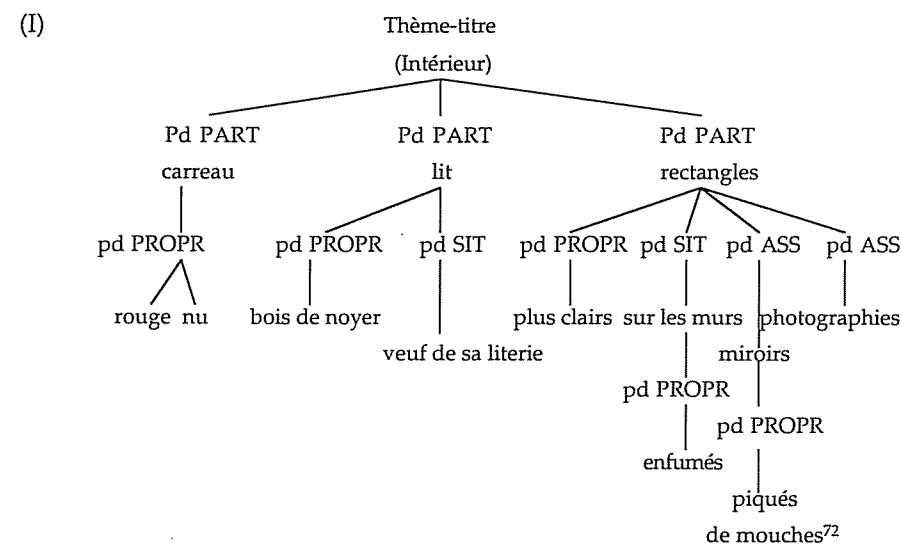 (I) Thème-titre
(Intérieur)
Pd PART Pd PART Pd PART
carreau lit rectangles
pd PROPR pd PROPR pd SIT pd PROPR pd SIT pd ASS pd ASS
rouge nu bois de noyer plus clairs sur les murs photographies
veuf de sa literie miroirs
pd PROPR
pd PROPR
enfumés
piqués
de mouches72